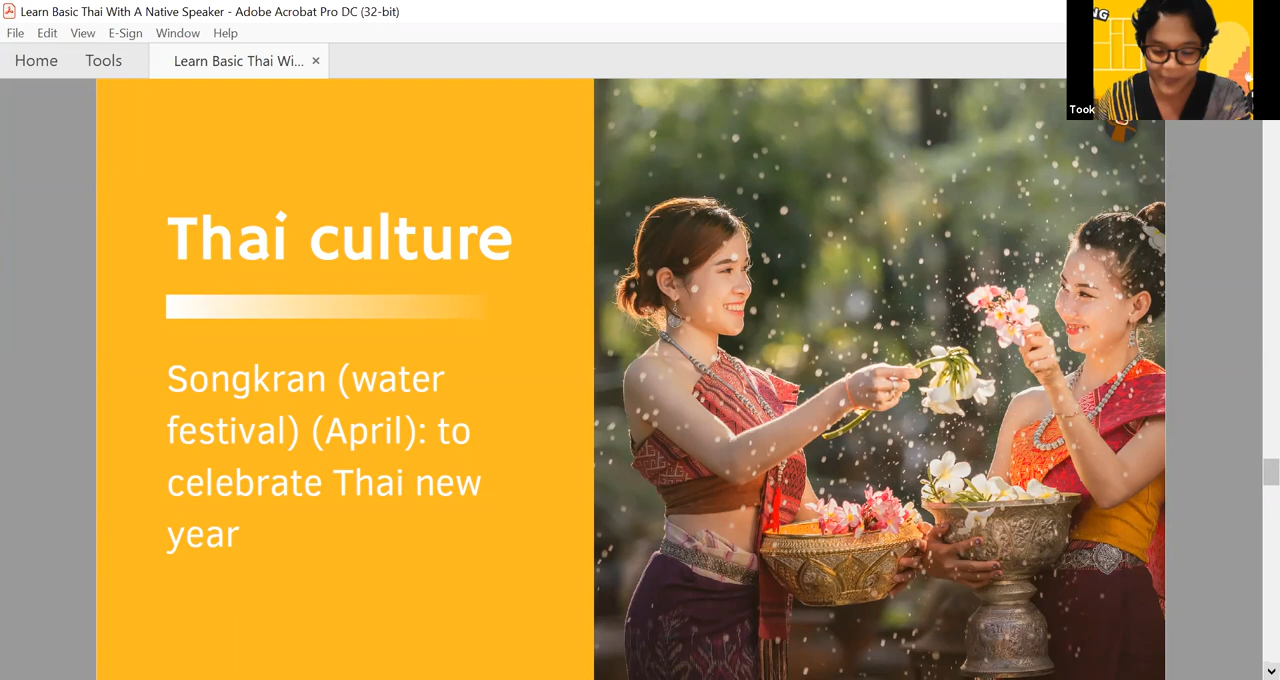 Learn Basic Thai With A Native Speaker - Adobe Acrobat Pro DC (32-bit)
File Edit View E-Sign Window Help
Home Tools Learn Basic Thai Wi... ×
NG
Took
Thai culture
Songkran (water
festival) (April): to
celebrate Thai new
year